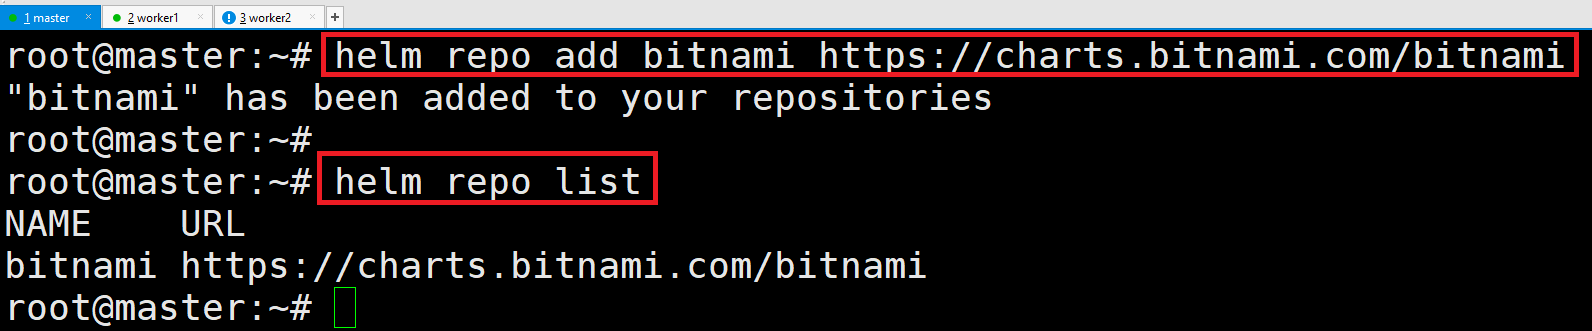 1 master × 2 worker1 × 3 worker2 × +
root@master:~# helm repo add bitnami https://charts.bitnami.com/bitnami
"bitnami" has been added to your repositories
root@master:~#
root@master:~# helm repo list
NAME    URL
bitnami https://charts.bitnami.com/bitnami
root@master:~#